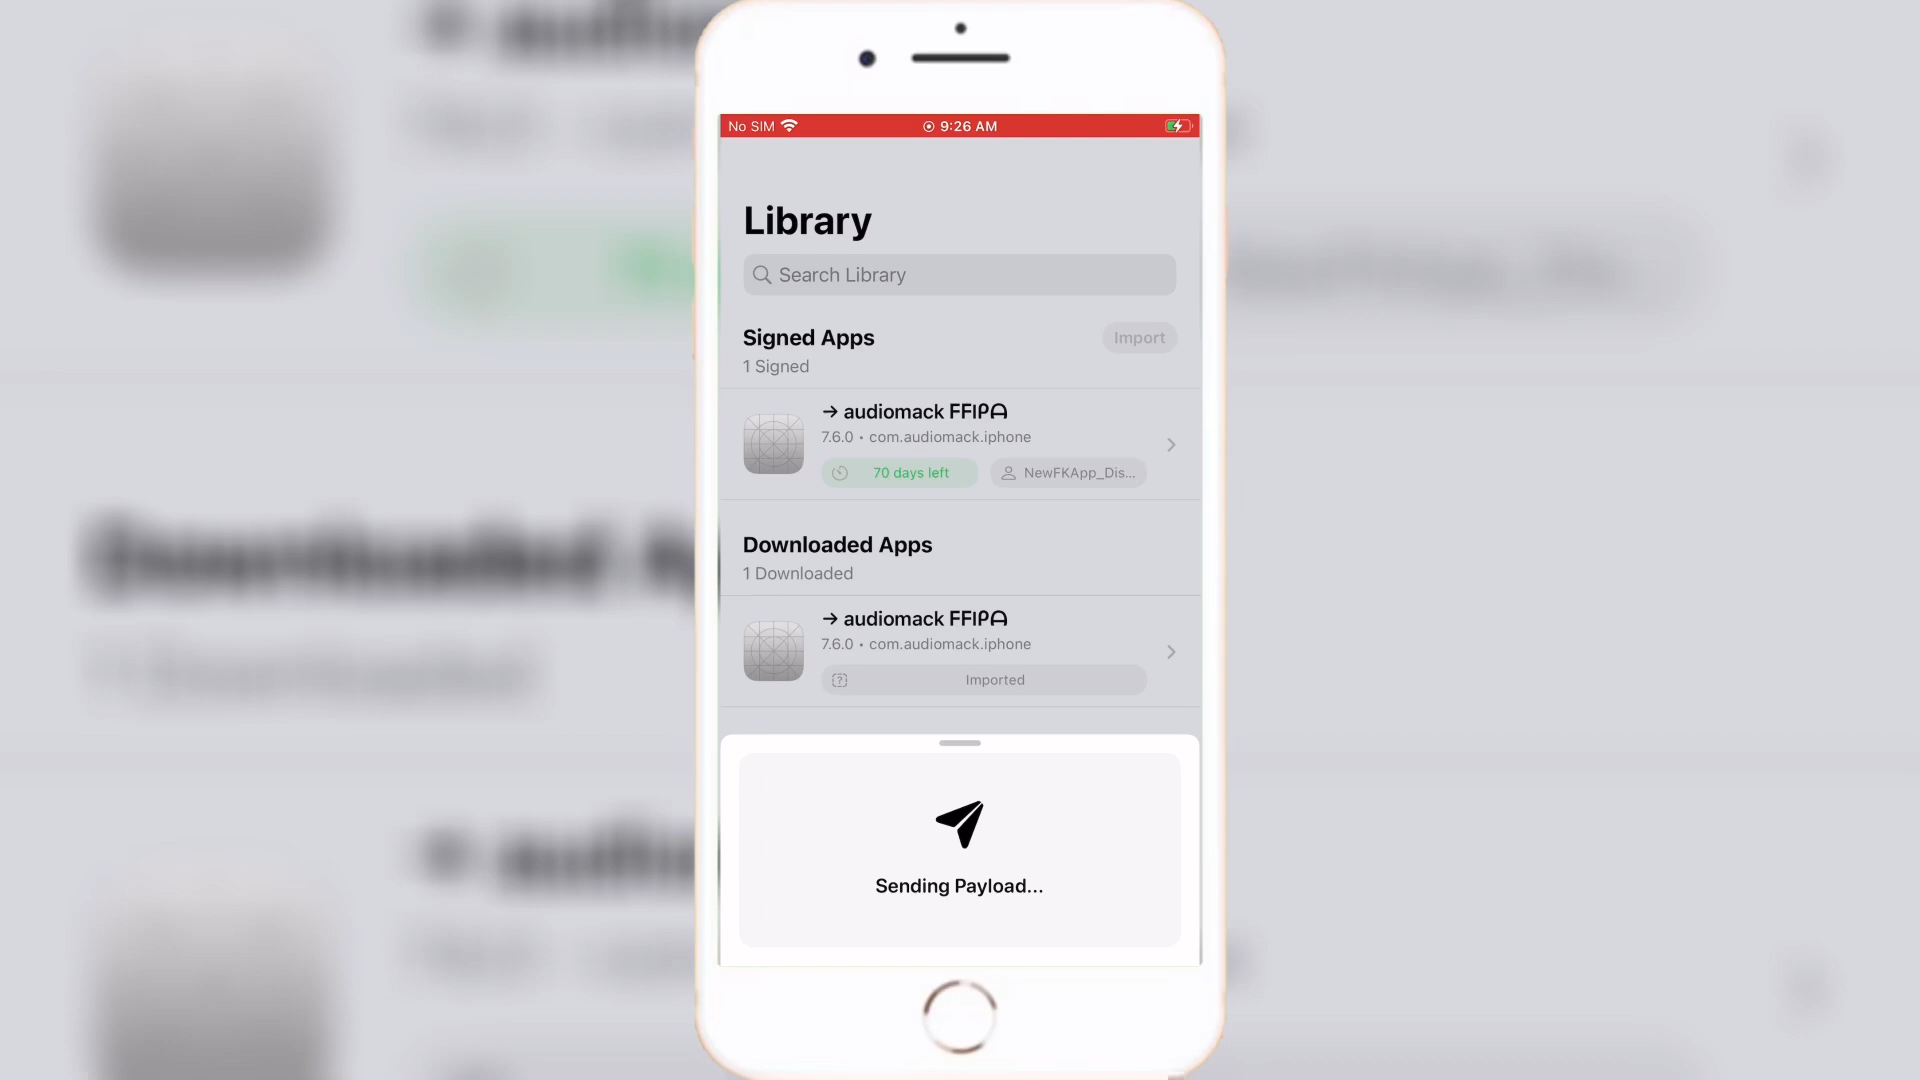 No SIM 9:26 AM
Library
Search Library
Signed Apps Import
1 Signed
→ audiomack FFIPA
7.6.0 • com.audiomack.iphone
70 days left NewFKApp_Dis...
Downloaded Apps
1 Downloaded
→ audiomack FFIPA
7.6.0 • com.audiomack.iphone
Imported
Sending Payload...